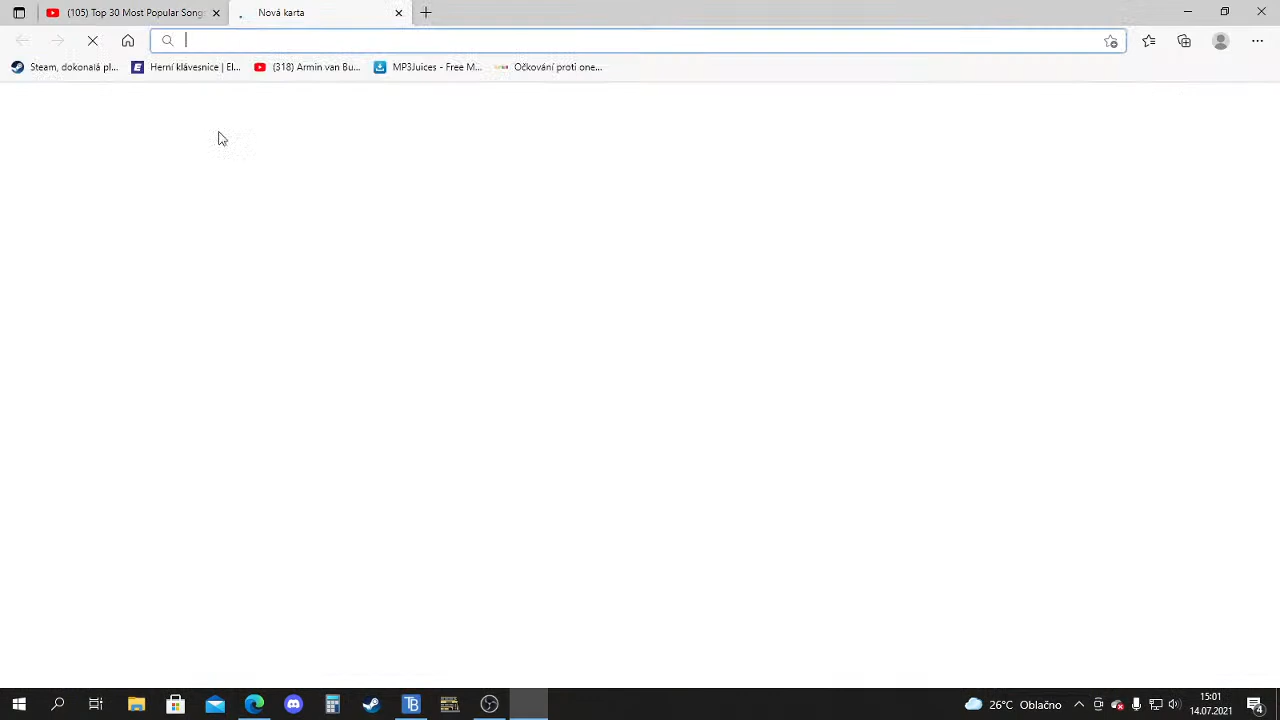 (105) Top 30 Most Popular Song
Nová karta
Steam, dokonalá pl...
Herní klávesnice | El...
(318) Armin van Bu...
MP3Juices - Free M...
Očkování proti one...
26°C Oblačno
15:01
14.07.2021
4